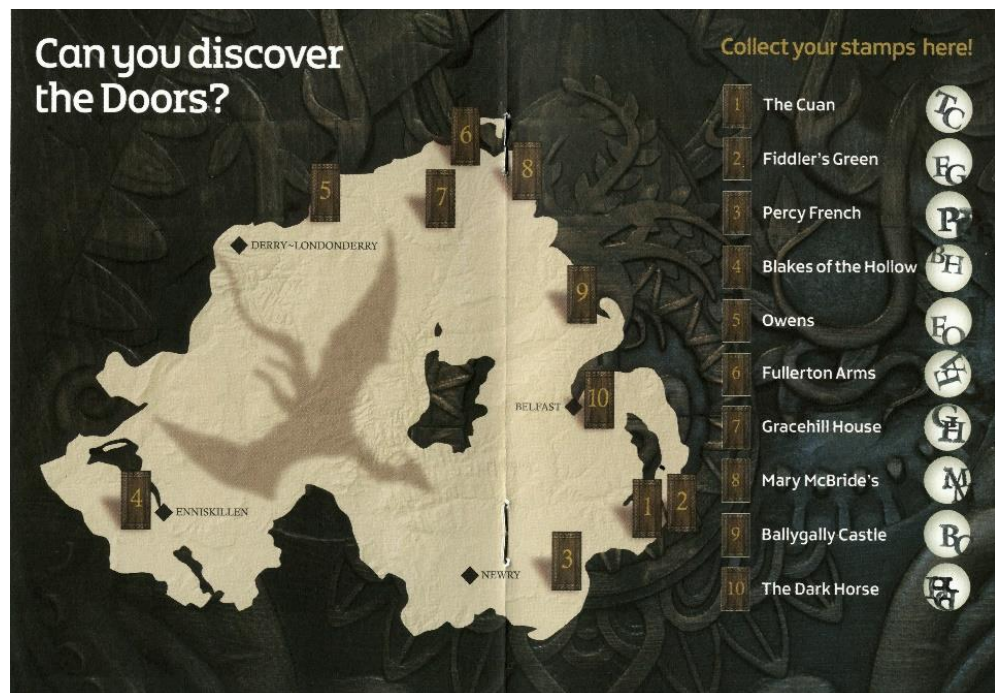 Can you discover
the Doors?
Collect your stamps here!
1 The Cuan TC
2 Fiddler's Green FG
3 Percy French
4 Blakes of the Hollow BH
5 Owens
6 Fullerton Arms FA
7 Gracehill House GH
8 Mary McBride's
9 Ballygally Castle BC
10 The Dark Horse
6
8
5
7
DERRY~LONDONDERRY
9
BELFAST
10
4
ENNISKILLEN
1
2
3
NEWRY